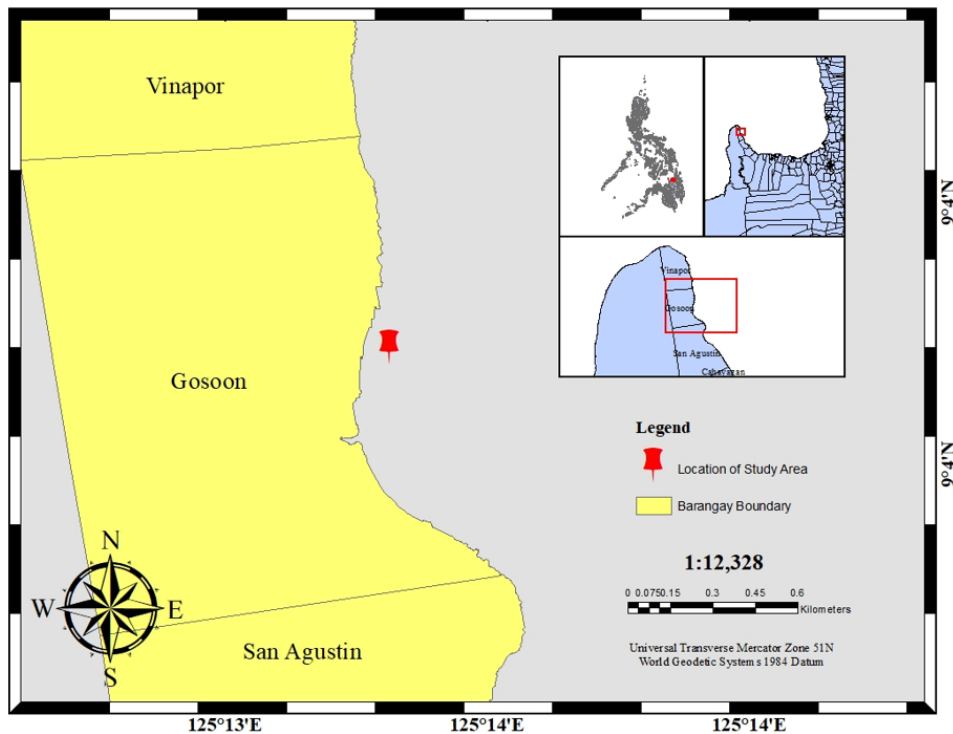 Vinapor
Gosoon
San Agustin
N
W
E
S
Vinapor
Gosoon
San Agustin
Cabayagan
Legend
Location of Study Area
Barangay Boundary
1:12,328
0 0.0750.15 0.3 0.45 0.6
Kilometers
Universal Transverse Mercator Zone 51N
World Geodetic Systems 1984 Datum
9°4'N
9°4'N
125°13'E
125°14'E
125°14'E